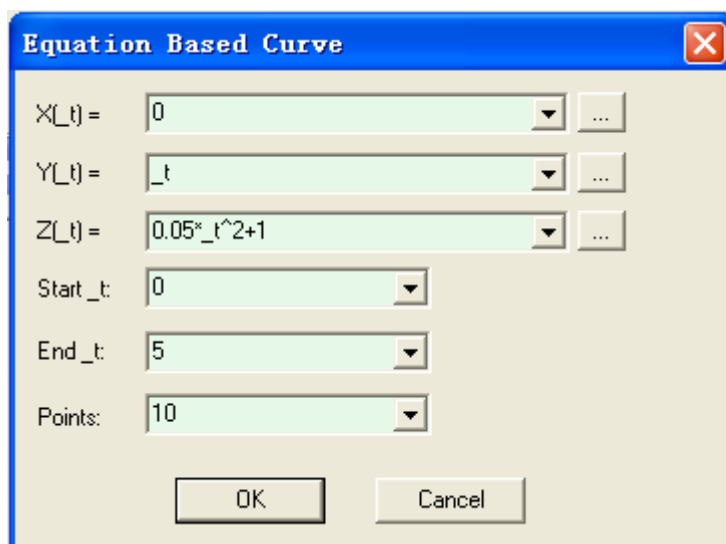 Equation Based Curve
X(_t) = 0 ...
Y(_t) = _t ...
Z(_t) = 0.05*_t^2+1 ...
Start _t: 0
End _t: 5
Points: 10
OK Cancel